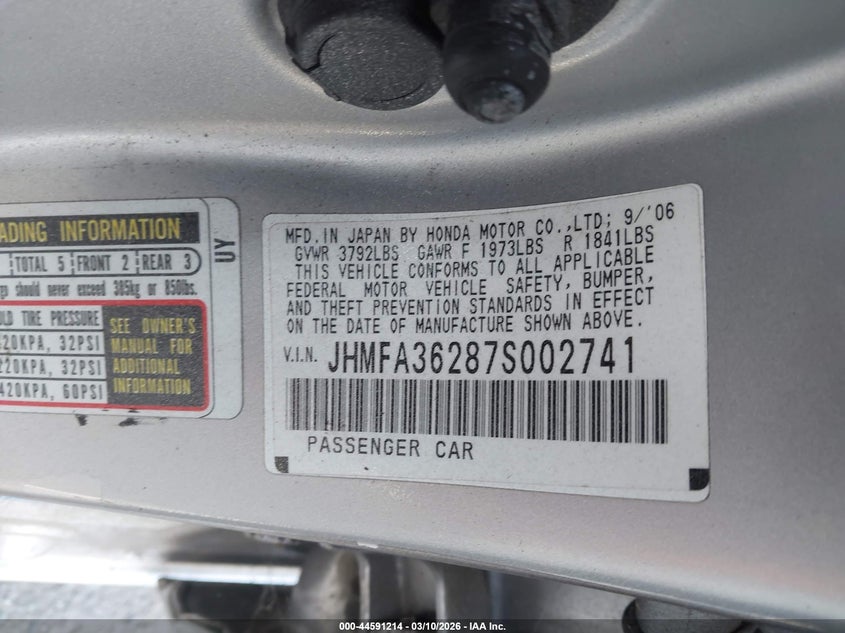 ADING INFORMATION
TOTAL 5 FRONT 2 REAR 3
should never exceed 385kg or 850lbs.
OLD TIRE PRESSURE
20KPA, 32PSI
220KPA, 32PSI
420KPA, 60PSI
SEE OWNER'S
MANUAL FOR
ADDITIONAL
INFORMATION
UY
MFD. IN JAPAN BY HONDA MOTOR CO.,LTD; 9/'06
GVWR 3792LBS GAWR F 1973LBS R 1841LBS
THIS VEHICLE CONFORMS TO ALL APPLICABLE
FEDERAL MOTOR VEHICLE SAFETY, BUMPER,
AND THEFT PREVENTION STANDARDS IN EFFECT
ON THE DATE OF MANUFACTURE SHOWN ABOVE.
V.I.N. JHMFA36287S002741
PASSENGER CAR
000-44591214 - 03/10/2026 - IAA Inc.